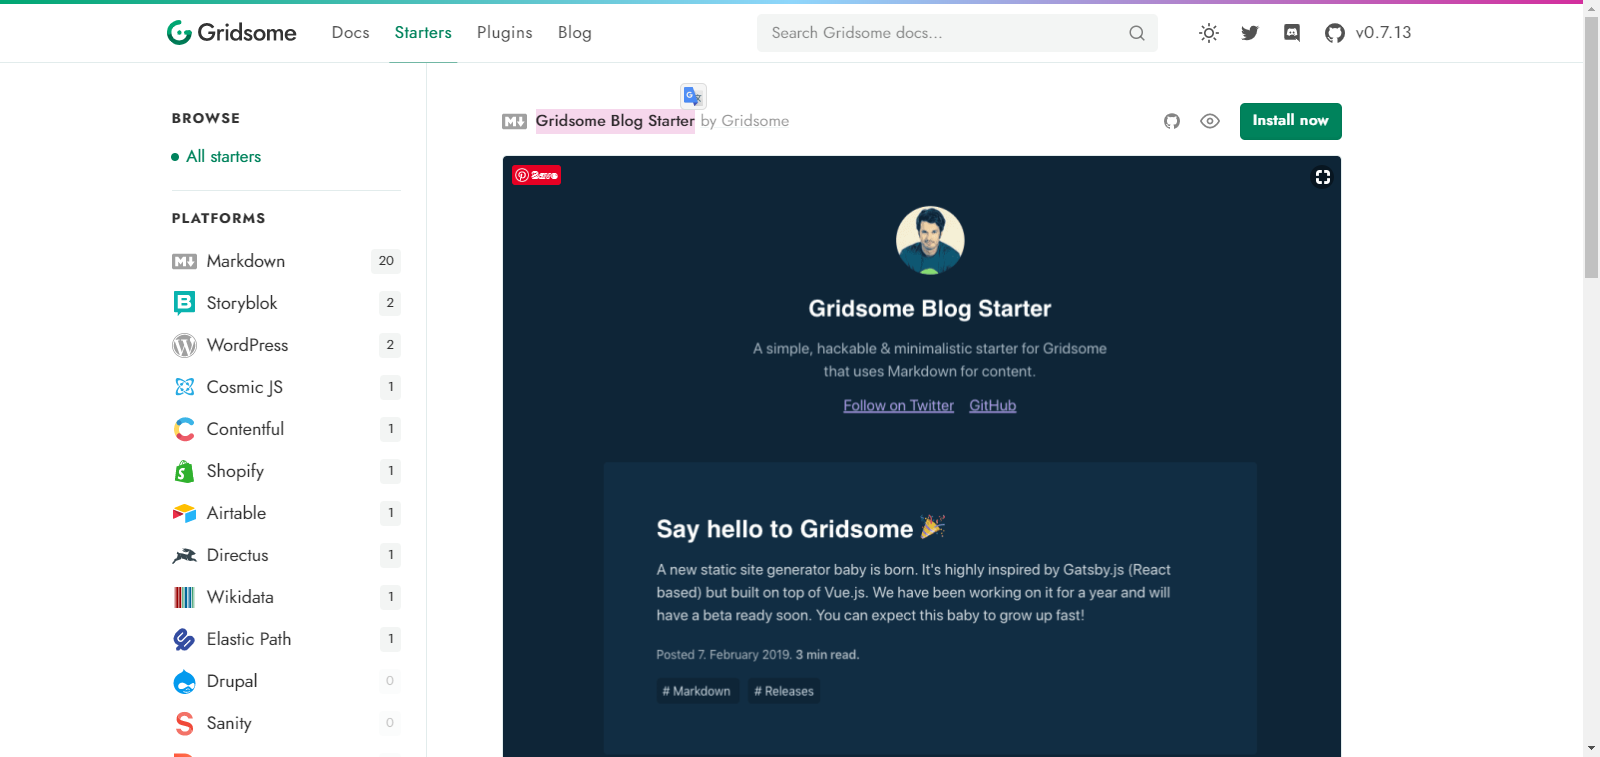 Gridsome Docs Starters Plugins Blog Search Gridsome docs... v0.7.13
BROWSE
All starters
PLATFORMS
Markdown 20
Storyblok 2
WordPress 2
Cosmic JS 1
Contentful 1
Shopify 1
Airtable 1
Directus 1
Wikidata 1
Elastic Path 1
Drupal 0
Sanity 0
Gridsome Blog Starter by Gridsome Install now
Save
Gridsome Blog Starter
A simple, hackable & minimalistic starter for Gridsome
that uses Markdown for content.
Follow on Twitter GitHub
Say hello to Gridsome 🎉
A new static site generator baby is born. It's highly inspired by Gatsby.js (React
based) but built on top of Vue.js. We have been working on it for a year and will
have a beta ready soon. You can expect this baby to grow up fast!
Posted 7. February 2019. 3 min read.
# Markdown # Releases